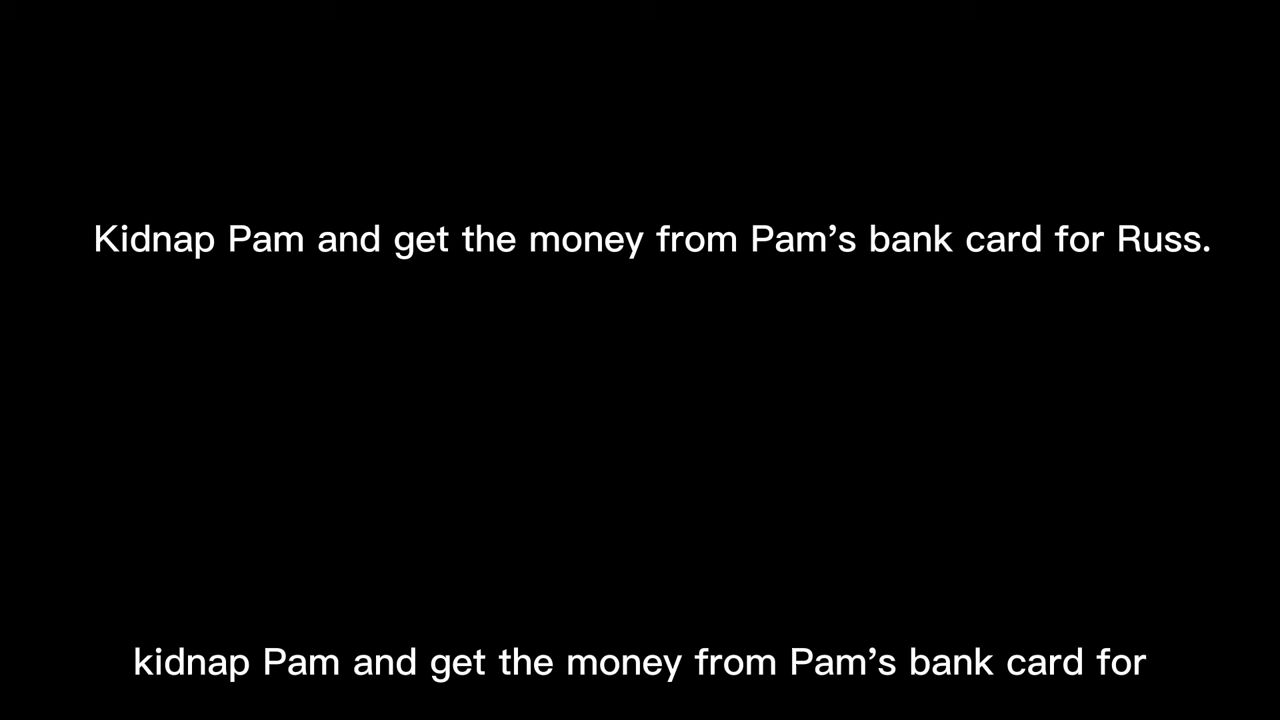 Kidnap Pam and get the money from Pam’s bank card for Russ.
kidnap Pam and get the money from Pam’s bank card for